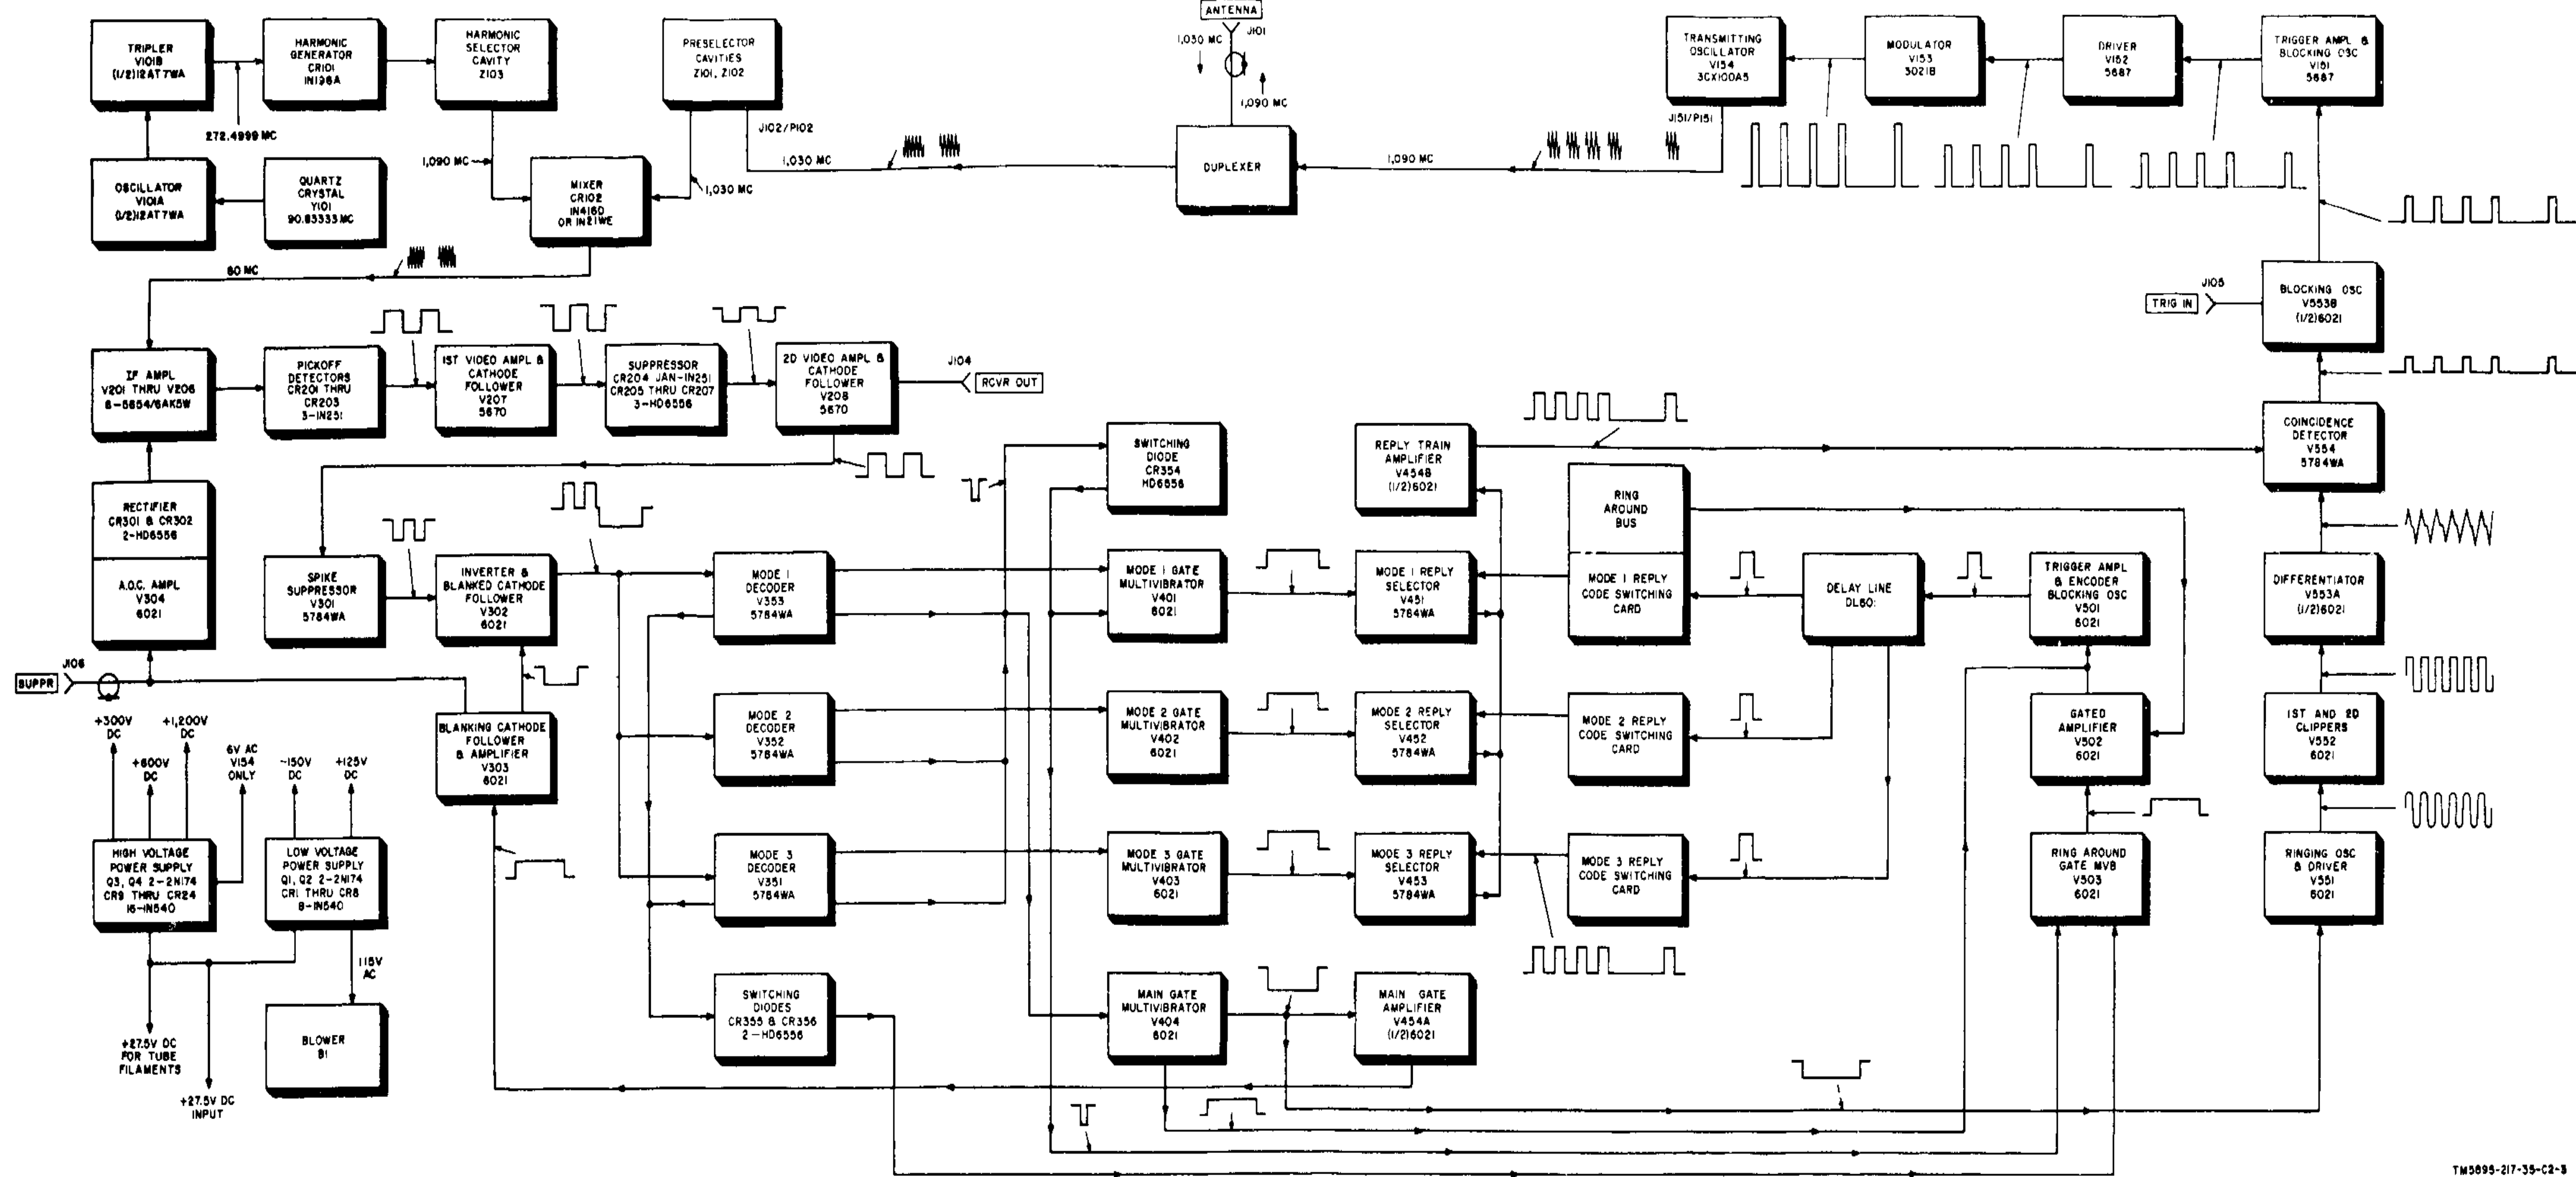 ANTENNA
J101
1,030 MC
1,090 MC
TRIPLER
V101B
(1/2)12AT7WA
HARMONIC
GENERATOR
CR101
IN198A
HARMONIC
SELECTOR
CAVITY
Z103
PRESELECTOR
CAVITIES
Z101, Z102
TRANSMITTING
OSCILLATOR
V154
3CX100A5
MODULATOR
V153
3021B
DRIVER
V152
5687
TRIGGER AMPL &
BLOCKING OSC
V151
5687
272.4999 MC
J102/P102
J151/P151
1,090 MC
1,030 MC
1,030 MC
DUPLEXER
1,090 MC
OSCILLATOR
V101A
(1/2)12AT7WA
QUARTZ
CRYSTAL
Y101
90.83333 MC
MIXER
CR102
IN416D
OR IN21WE
60 MC
J105
TRIG IN
BLOCKING OSC
V553B
(1/2)6021
IF AMPL
V201 THRU V206
6-5654/6AK5W
PICKOFF
DETECTORS
CR201 THRU
CR203
3-IN251
1ST VIDEO AMPL &
CATHODE
FOLLOWER
V207
5670
SUPPRESSOR
CR204 JAN-IN251
CR205 THRU CR207
3-HD6556
2D VIDEO AMPL &
CATHODE
FOLLOWER
V208
5670
J104
RCVR OUT
SWITCHING
DIODE
CR354
HD6556
REPLY TRAIN
AMPLIFIER
V454B
(1/2)6021
RING
AROUND
BUS
COINCIDENCE
DETECTOR
V554
5784WA
RECTIFIER
CR301 & CR302
2-HD6556
A.O.C. AMPL
V304
6021
SPIKE
SUPPRESSOR
V301
5784WA
INVERTER &
BLANKED CATHODE
FOLLOWER
V302
6021
MODE 1
DECODER
V353
5784WA
MODE 1 GATE
MULTIVIBRATOR
V401
6021
MODE 1 REPLY
SELECTOR
V451
5784WA
MODE 1 REPLY
CODE SWITCHING
CARD
DELAY LINE
TRIGGER AMPL
& ENCODER
BLOCKING OSC
V501
6021
DIFFERENTIATOR
V553A
(1/2)6021
J106
SUPPR
BLANKING CATHODE
FOLLOWER
& AMPLIFIER
V303
6021
MODE 2
DECODER
V352
5784WA
MODE 2 GATE
MULTIVIBRATOR
V402
6021
MODE 2 REPLY
SELECTOR
V452
5784WA
MODE 2 REPLY
CODE SWITCHING
CARD
GATED
AMPLIFIER
V502
6021
1ST AND 2D
CLIPPERS
V552
6021
+300V
DC
+1,200V
DC
+600V
DC
6V AC
V154
ONLY
-150V
DC
+125V
DC
HIGH VOLTAGE
POWER SUPPLY
Q3, Q4 2-2N174
CR9 THRU CR24
16-IN540
LOW VOLTAGE
POWER SUPPLY
Q1, Q2 2-2N174
CR1 THRU CR8
8-IN540
MODE 3
DECODER
V351
5784WA
MODE 3 GATE
MULTIVIBRATOR
V403
6021
MODE 3 REPLY
SELECTOR
V453
5784WA
MODE 3 REPLY
CODE SWITCHING
CARD
RING AROUND
GATE MVB
V503
6021
RINGING OSC
& DRIVER
V551
6021
115V
AC
BLOWER
B1
+27.5V DC
FOR TUBE
FILAMENTS
+27.5V DC
INPUT
SWITCHING
DIODES
CR355 & CR356
2-HD6556
MAIN GATE
MULTIVIBRATOR
V404
6021
MAIN GATE
AMPLIFIER
V454A
(1/2)6021
TM5895-217-35-C2-3